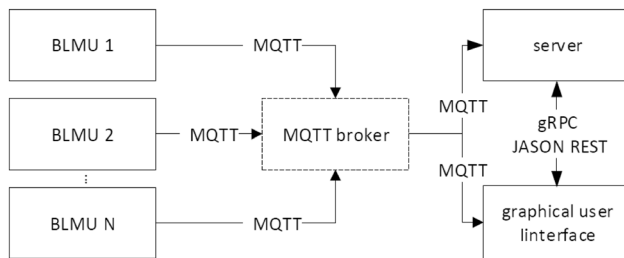 BLMU 1
MQTT
server
BLMU 2
MQTT
MQTT broker
MQTT
gRPC
JASON REST
MQTT
...
BLMU N
MQTT
graphical user
linterface